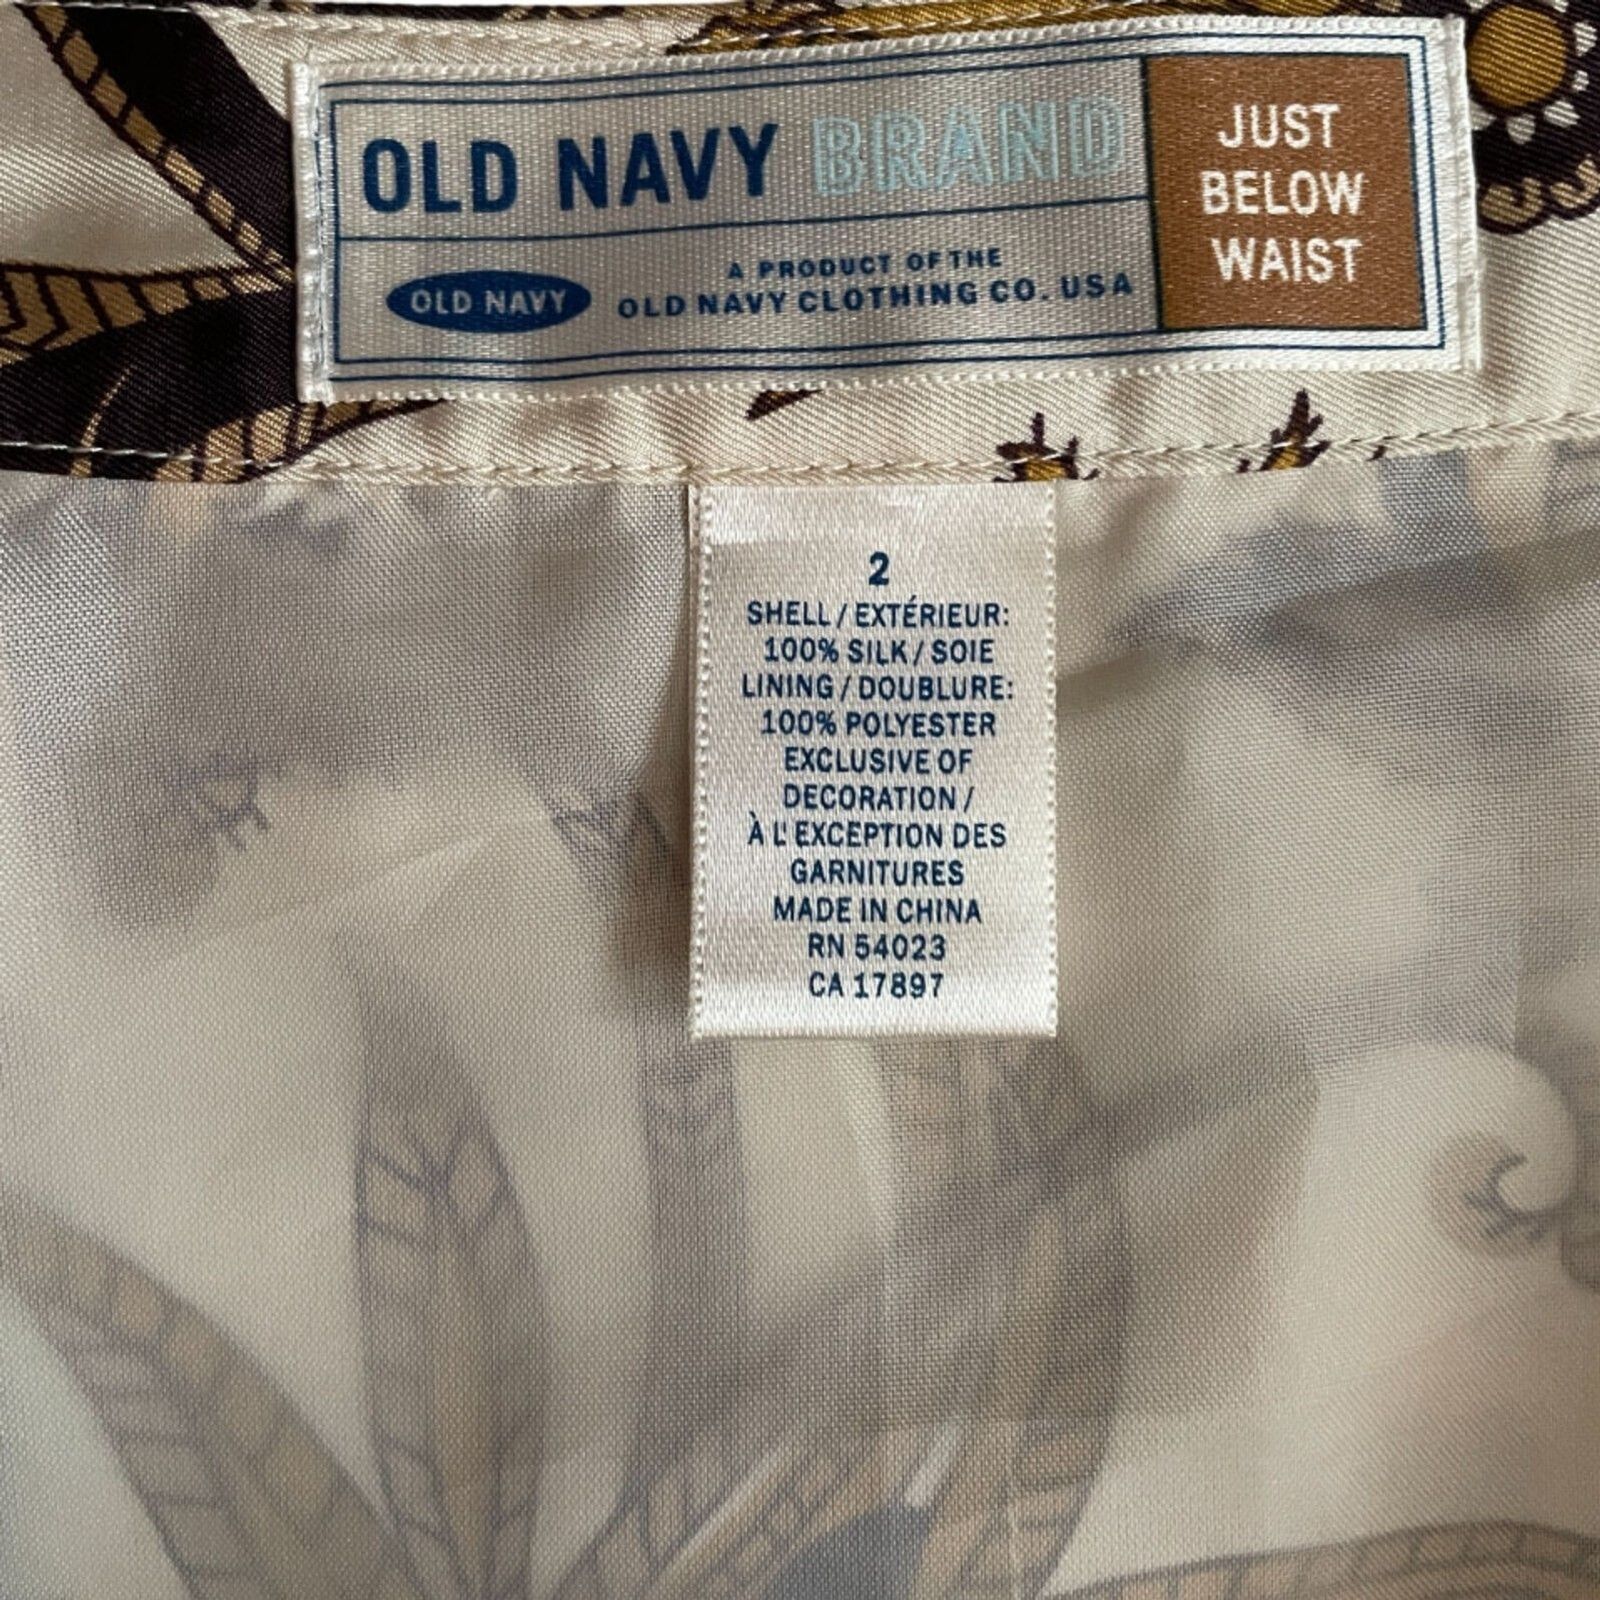 OLD NAVY BRAND
OLD NAVY
A PRODUCT OF THE
OLD NAVY CLOTHING CO. USA
JUST
BELOW
WAIST
2
SHELL / EXTÉRIEUR:
100% SILK / SOIE
LINING / DOUBLURE:
100% POLYESTER
EXCLUSIVE OF
DECORATION /
À L'EXCEPTION DES
GARNITURES
MADE IN CHINA
RN 54023
CA 17897